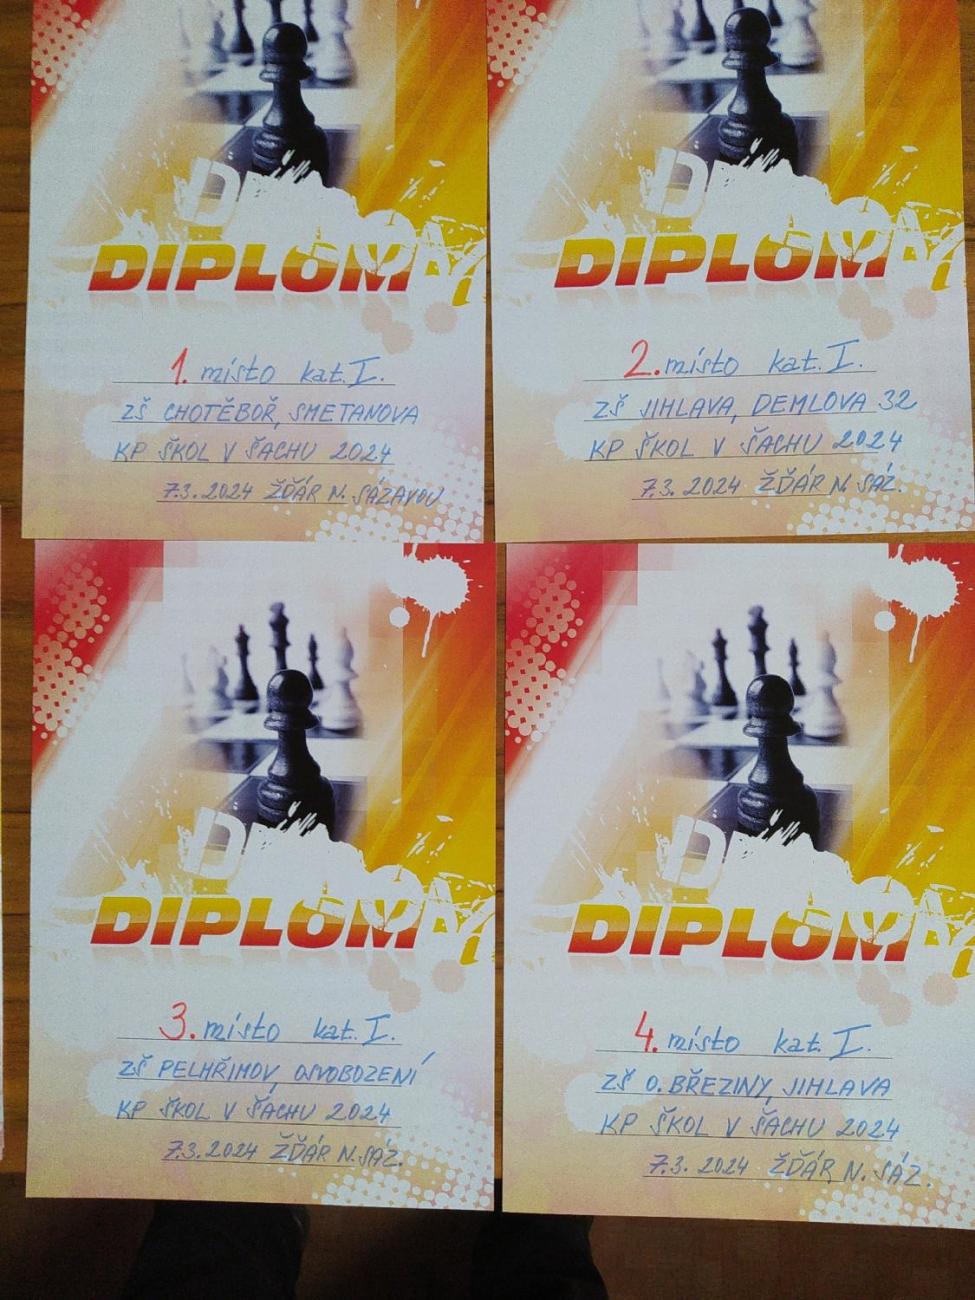 DIPLOM
1. místo kat. I.
ZŠ CHOTĚBOŘ, SMETANOVA
KP ŠKOL V ŠACHU 2024
7.3.2024 ŽĎÁR N. SÁZAVOU
DIPLOM
2. místo kat. I.
ZŠ JIHLAVA, DEMLOVA 32
KP ŠKOL V ŠACHU 2024
7.3.2024 ŽĎÁR N. SÁZ.
DIPLOM
3. místo kat. I.
ZŠ PELHŘIMOV, OSVOBOZENÍ
KP ŠKOL V ŠACHU 2024
7.3.2024 ŽĎÁR N. SÁZ.
DIPLOM
4. místo kat. I.
ZŠ O. BŘEZINY, JIHLAVA
KP ŠKOL V ŠACHU 2024
7.3. 2024 ŽĎÁR N. SÁZ.